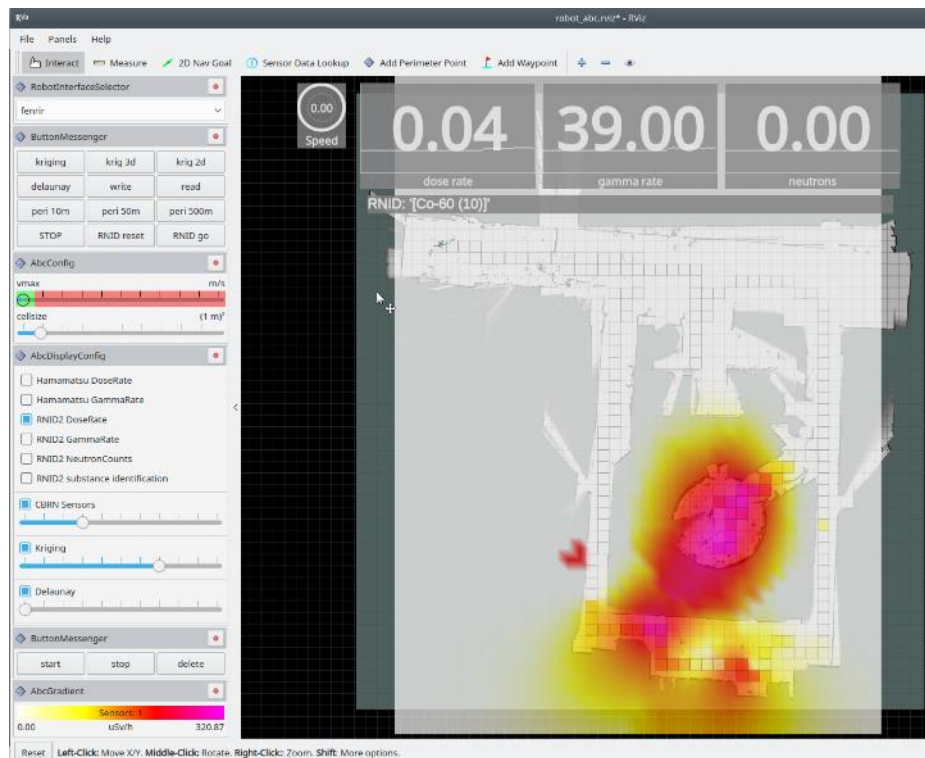 RViz
robot_abc.rviz* - RViz
File Panels Help
Interact Measure 2D Nav Goal Sensor Data Lookup Add Perimeter Point Add Waypoint
RobotInterfaceSelector
fenrir
ButtonMessenger
kriging krig 3d krig 2d
delaunay write read
peri 10m peri 50m peri 500m
STOP RNID reset RNID go
AbcConfig
vmax m/s
cellsize (1 m)²
AbcDisplayConfig
Hamamatsu DoseRate
Hamamatsu GammaRate
RNID2 DoseRate
RNID2 GammaRate
RNID2 NeutronCounts
RNID2 substance identification
CBRN Sensors
Kriging
Delaunay
ButtonMessenger
start stop delete
AbcGradient
Sensors: 1
0.00 uSv/h 320.87
Reset Left-Click: Move X/Y. Middle-Click: Rotate. Right-Click: Zoom. Shift: More options.
0.00
Speed
0.04 39.00 0.00
dose rate gamma rate neutrons
RNID: '[Co-60 (10)]'